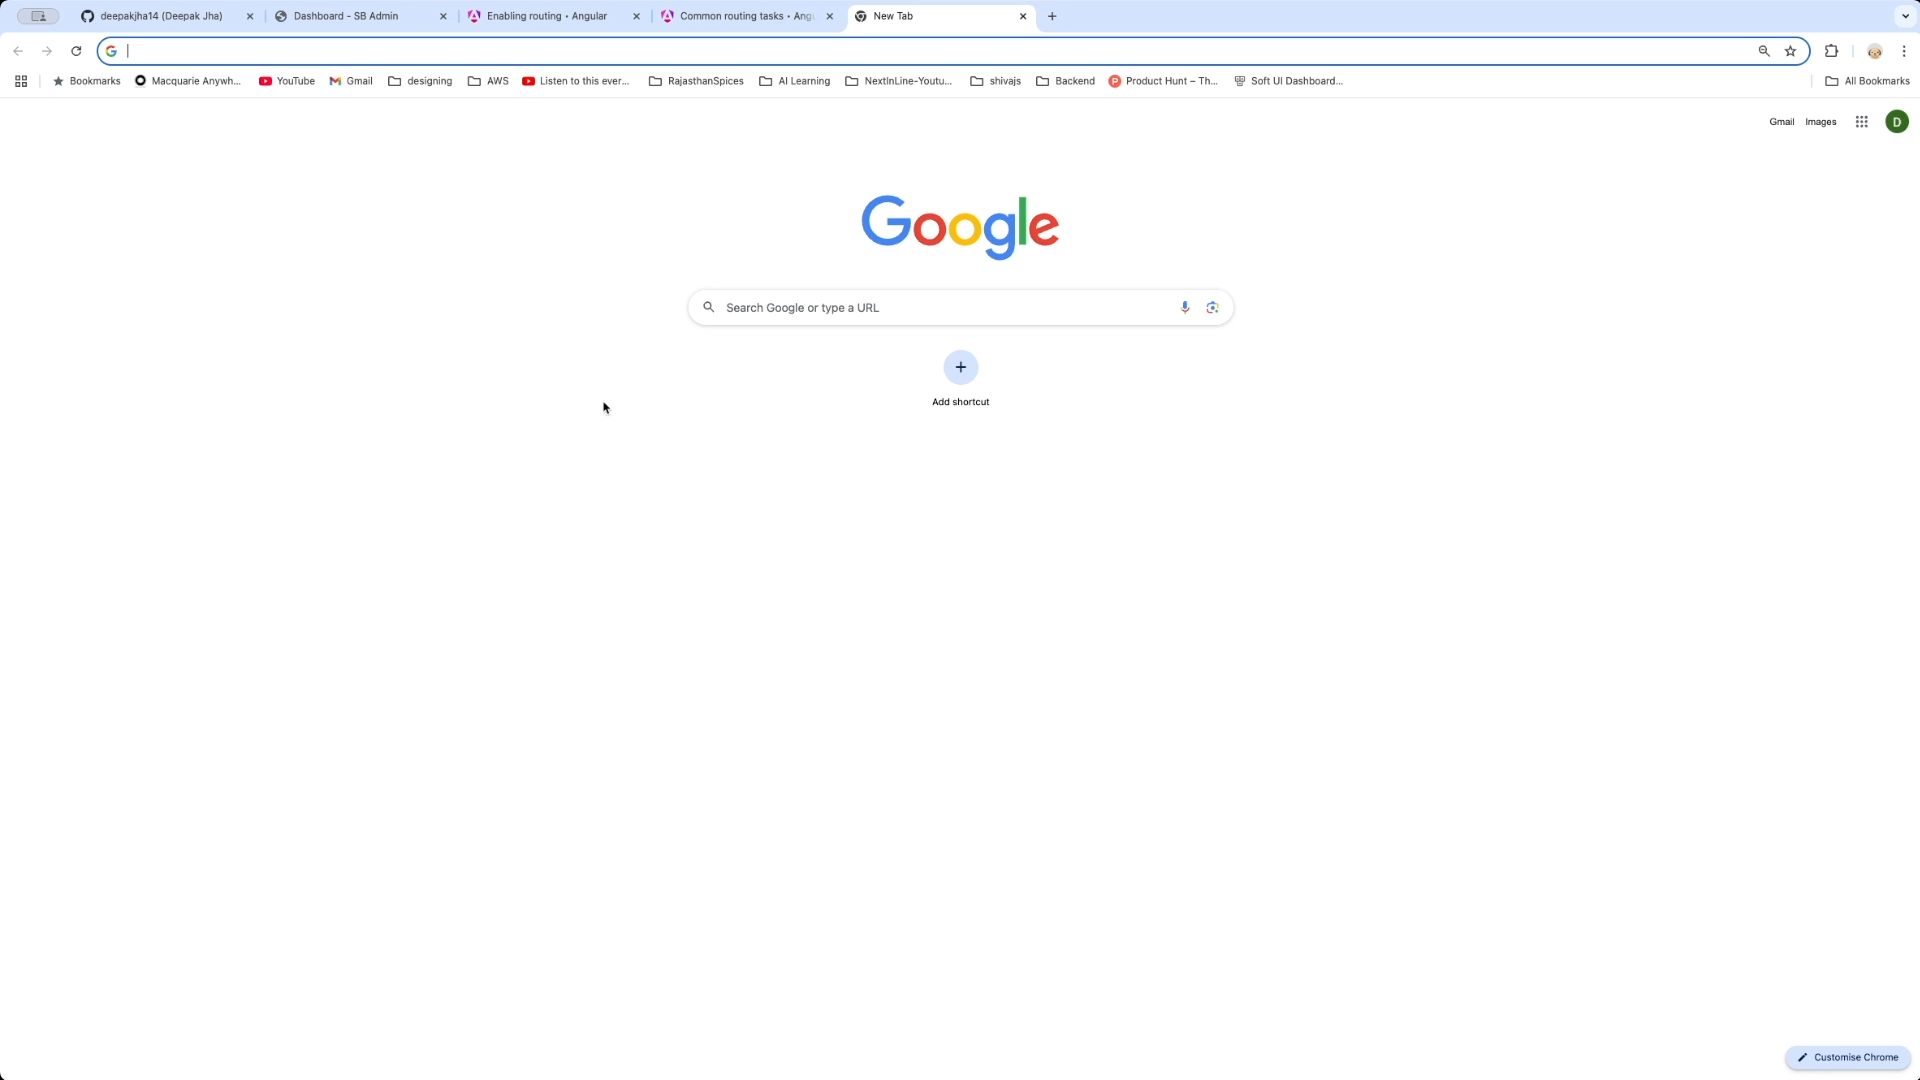 deepakjha14 (Deepak Jha)
Dashboard - SB Admin
Enabling routing • Angular
Common routing tasks • Ang
New Tab
Bookmarks
Macquarie Anywh...
YouTube
Gmail
designing
AWS
Listen to this ever...
RajasthanSpices
AI Learning
NextInLine-Youtu...
shivajs
Backend
Product Hunt – Th...
Soft UI Dashboard...
All Bookmarks
Gmail
Images
D
Google
Search Google or type a URL
Add shortcut
Customise Chrome